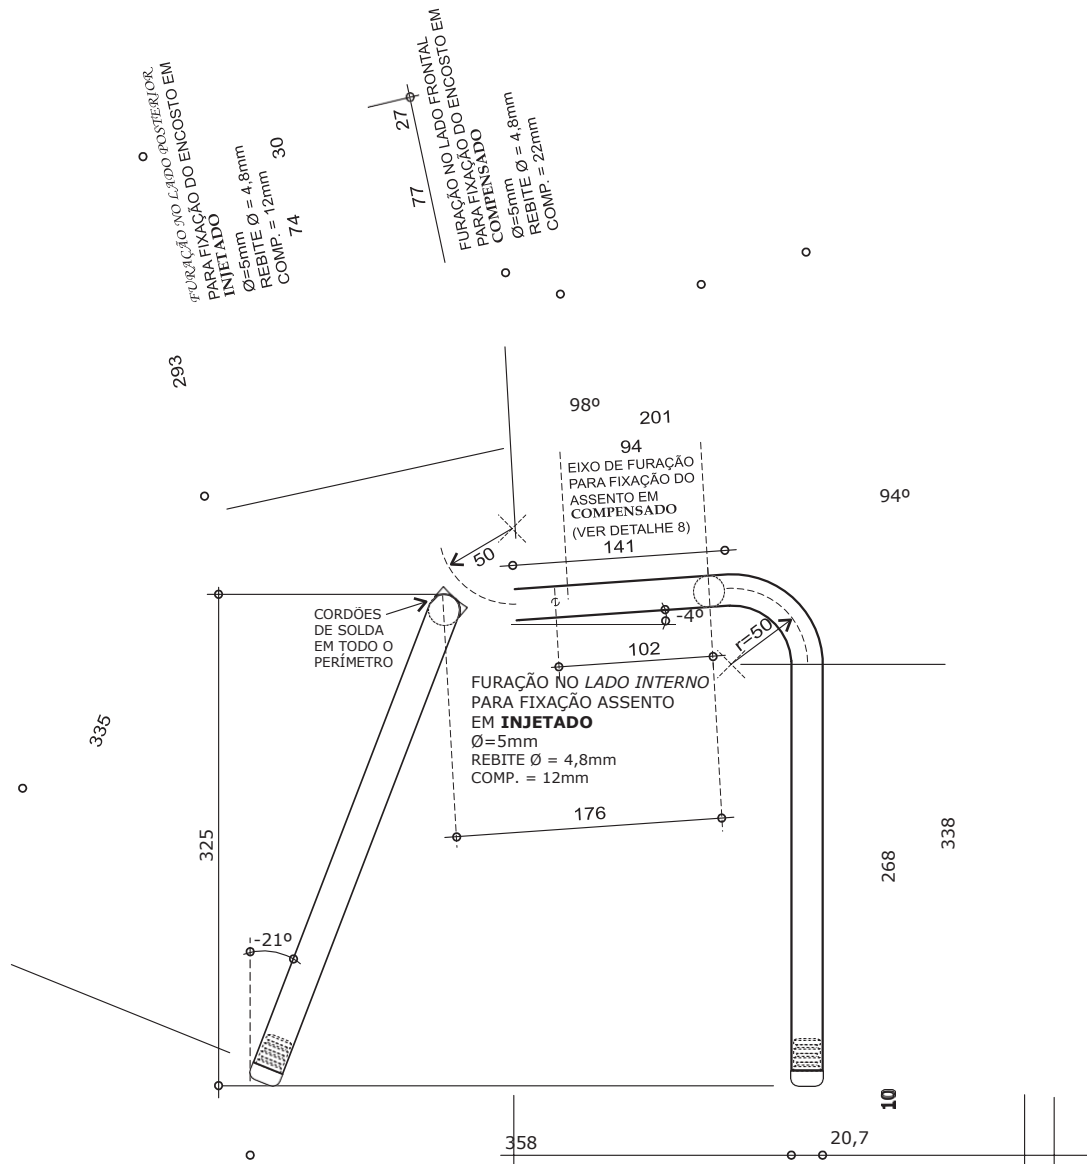 FURAÇÃO NO LADO POSTERIOR
PARA FIXAÇÃO DO ENCOSTO EM
INJETADO
Ø=5mm
REBITE Ø = 4,8mm
COMP. = 12mm
30
74
27
77
FURAÇÃO NO LADO FRONTAL
PARA FIXAÇÃO DO ENCOSTO EM
COMPENSADO
Ø=5mm
REBITE Ø = 4,8mm
COMP. = 22mm
293
98º
201
94
EIXO DE FURAÇÃO
PARA FIXAÇÃO DO
ASSENTO EM
COMPENSADO
(VER DETALHE 8)
94º
141
50
CORDÕES
DE SOLDA
EM TODO O
PERÍMETRO
-4º
r=50
102
FURAÇÃO NO LADO INTERNO
PARA FIXAÇÃO ASSENTO
EM INJETADO
Ø=5mm
REBITE Ø = 4,8mm
COMP. = 12mm
335
176
325
268
338
-21º
10
358
20,7